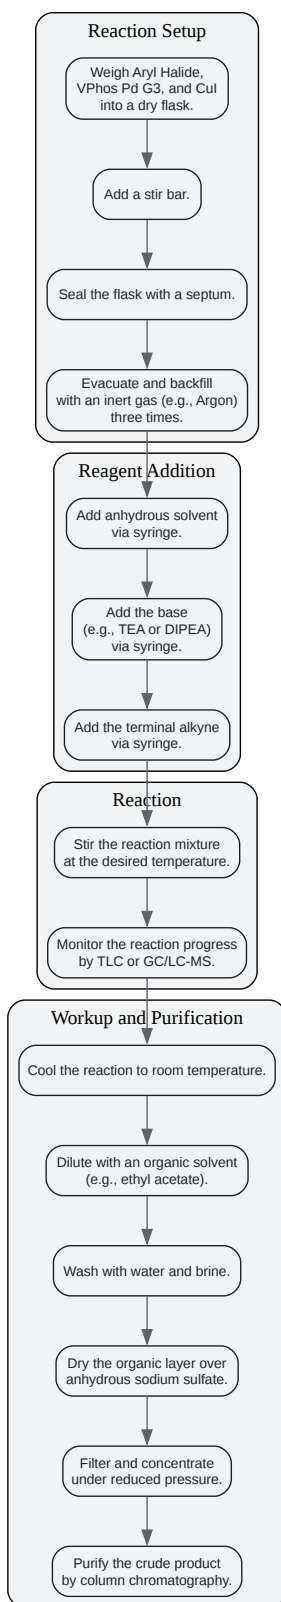 Reaction Setup
Weigh Aryl Halide,
VPhos Pd G3, and CuI
into a dry flask.
Add a stir bar.
Seal the flask with a septum.
Evacuate and backfill
with an inert gas (e.g., Argon)
three times.
Reagent Addition
Add anhydrous solvent
via syringe.
Add the base
(e.g., TEA or DIPEA)
via syringe.
Add the terminal alkyne
via syringe.
Reaction
Stir the reaction mixture
at the desired temperature.
Monitor the reaction progress
by TLC or GC/LC-MS.
Workup and Purification
Cool the reaction to room temperature.
Dilute with an organic solvent
(e.g., ethyl acetate).
Wash with water and brine.
Dry the organic layer over
anhydrous sodium sulfate.
Filter and concentrate
under reduced pressure.
Purify the crude product
by column chromatography.